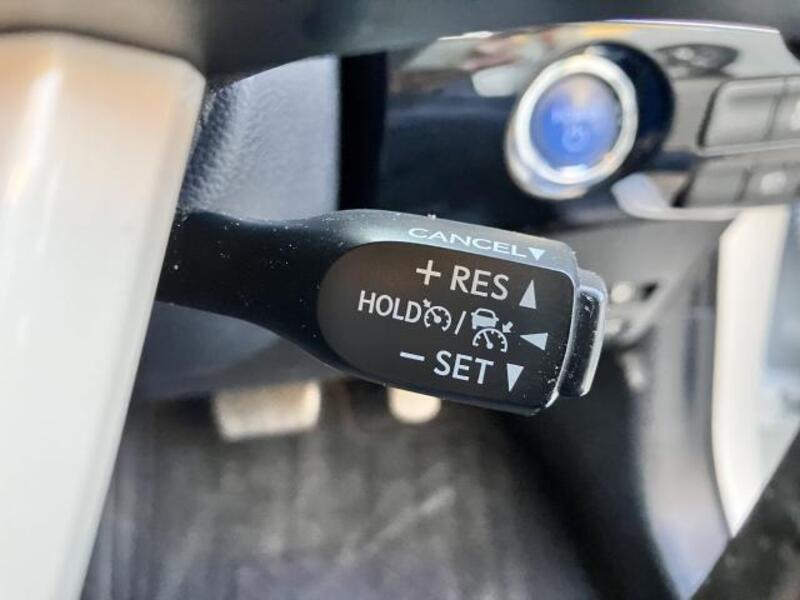 CANCEL▼
+ RES ▲
HOLD / ◀
− SET ▼